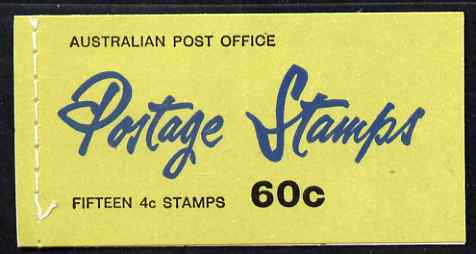 AUSTRALIAN POST OFFICE
Postage Stamps
FIFTEEN 4c STAMPS 60c